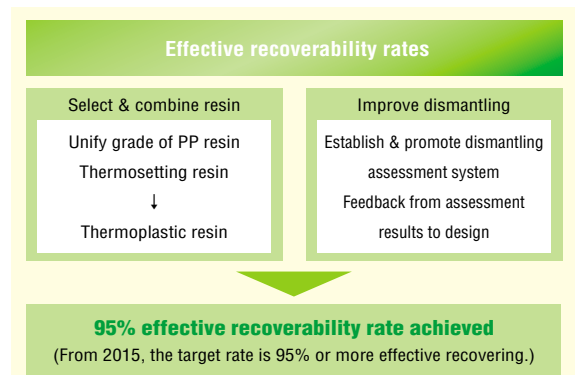 Effective recoverability rates
Select & combine resin
Unify grade of PP resin
Thermosetting resin
↓
Thermoplastic resin
Improve dismantling
Establish & promote dismantling
assessment system
Feedback from assessment
results to design
95% effective recoverability rate achieved
(From 2015, the target rate is 95% or more effective recovering.)